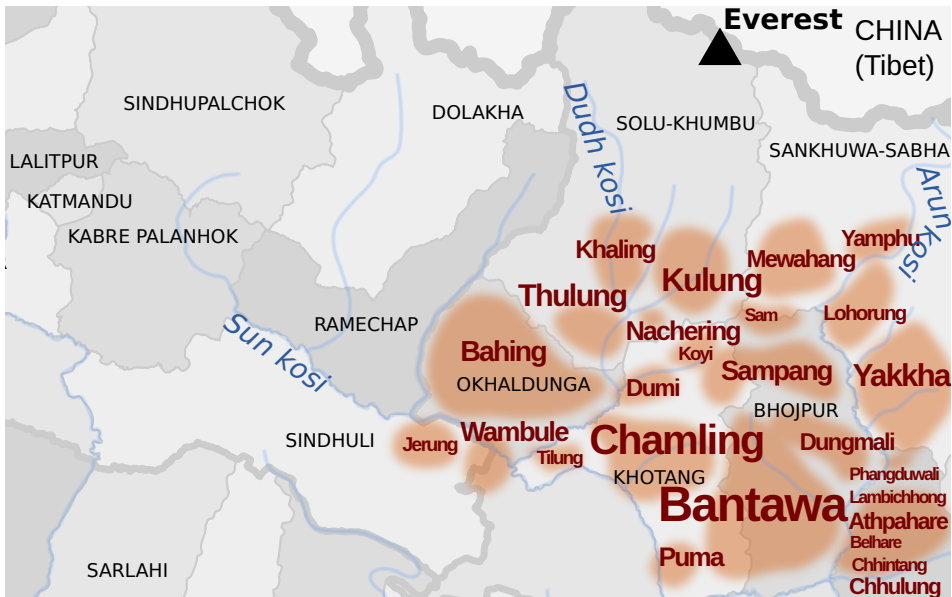 Everest
CHINA
(Tibet)
SINDHUPALCHOK
DOLAKHA
SOLU-KHUMBU
SANKHUWA-SABHA
LALITPUR
KATMANDU
KABRE PALANHOK
Dudh kosi
Arun
kosi
Khaling
Kulung
Mewahang
Yamphu
Thulung
Sun kosi
RAMECHAP
Nachering
Sam
Lohorung
Bahing
Koyi
OKHALDUNGA
Dumi
Sampang
Yakkha
BHOJPUR
SINDHULI
Jerung
Wambule
Chamling
Dungmali
Tilung
KHOTANG
Phangduwali
Bantawa
Lambichhong
Athpahare
Belhare
SARLAHI
Puma
Chhintang
Chhulung